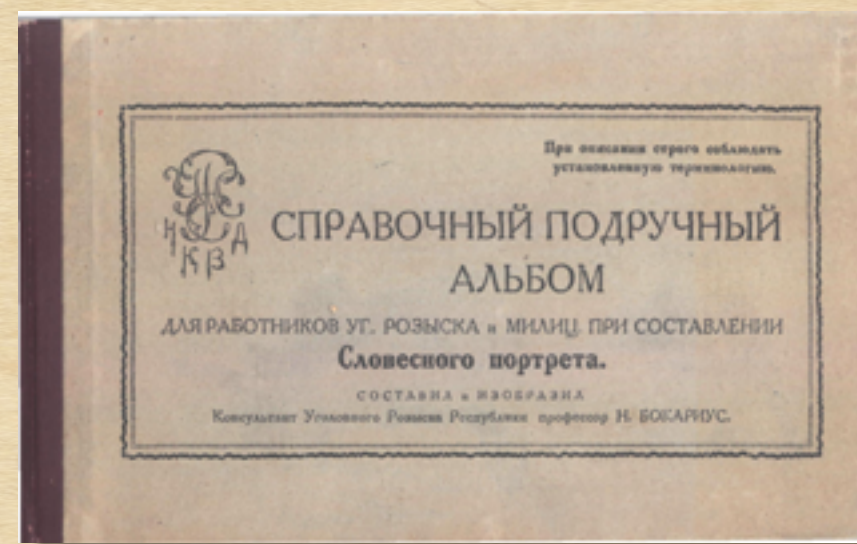 При описании строго соблюдать
установленную терминологию.
НКВД
СПРАВОЧНЫЙ ПОДРУЧНЫЙ
АЛЬБОМ
ДЛЯ РАБОТНИКОВ УГ. РОЗЫСКА и МИЛИЦ. ПРИ СОСТАВЛЕНИИ
Словесного портрета.
СОСТАВИЛ и ИЗОБРАЗИЛ
Консультант Уголовного Розыска Республики профессор Н. БОКАРИУС.